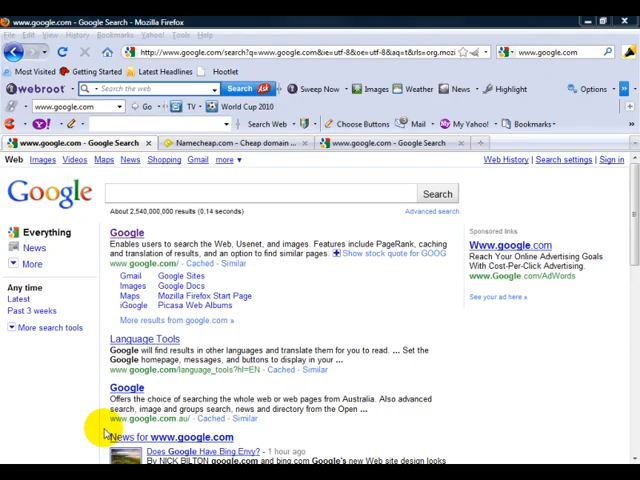 www.google.com - Google Search - Mozilla Firefox
File Edit View History Bookmarks Tools Help
http://www.google.com/search?q=www.google.com&ie=utf-8&oe=utf-8&aq=t&rls=org.mozi www.google.com
Most Visited Getting Started Latest Headlines Hootlet
webroot Search the web Search Ask Sweep Now Images Weather News Highlight Options
www.google.com Go TV World Cup 2010
Y! Search Web Choose Buttons Mail My Yahoo! Bookmarks
www.google.com - Google Search Namecheap.com - Cheap domain ... www.google.com - Google Search
Web Images Videos Maps News Shopping Gmail more Web History | Search settings | Sign in
Google Search
About 2,540,000,000 results (0.14 seconds) Advanced search
Everything
News
More
Any time
Latest
Past 3 weeks
More search tools
Google
Enables users to search the Web, Usenet, and images. Features include PageRank, caching
and translation of results, and an option to find similar pages. Show stock quote for GOOG
www.google.com/ - Cached - Similar
Gmail Google Sites
Images Google Docs
Maps Mozilla Firefox Start Page
iGoogle Picasa Web Albums
More results from google.com »
Language Tools
Google will find results in other languages and translate them for you to read. ... Set the
Google homepage, messages, and buttons to display in your ...
www.google.com/language_tools?hl=EN - Cached - Similar
Google
Offers the choice of searching the whole web or web pages from Australia. Also advanced
search, image and groups search, news and directory from the Open ...
www.google.com.au/ - Cached - Similar
News for www.google.com
Does Google Have Bing Envy? - 1 hour ago
By NICK BILTON google.com and bing.com Google's new Web site design looks
Sponsored links
Www.google.com
Reach Your Online Advertising Goals
With Cost-Per-Click Advertising.
www.Google.com/AdWords
See your ad here »